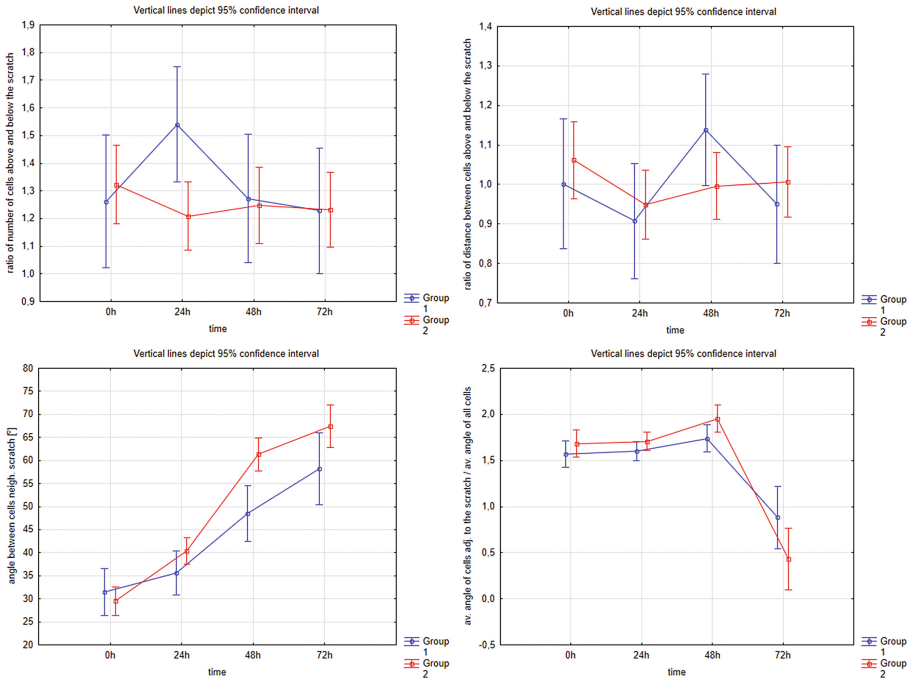 Vertical lines depict 95% confidence interval
ratio of number of cells above and below the scratch
1,9
1,8
1,7
1,6
1,5
1,4
1,3
1,2
1,1
1,0
0,9
0h 24h 48h 72h
time
Group 1
Group 2
Vertical lines depict 95% confidence interval
ratio of distance between cells above and below the scratch
1,4
1,3
1,2
1,1
1,0
0,9
0,8
0,7
0h 24h 48h 72h
time
Group 1
Group 2
Vertical lines depict 95% confidence interval
angle between cells neigh. scratch [º]
80
75
70
65
60
55
50
45
40
35
30
25
20
0h 24h 48h 72h
time
Group 1
Group 2
Vertical lines depict 95% confidence interval
av. angle of cells adj. to the scratch / av. angle of all cells
2,5
2,0
1,5
1,0
0,5
0,0
-0,5
0h 24h 48h 72h
time
Group 1
Group 2